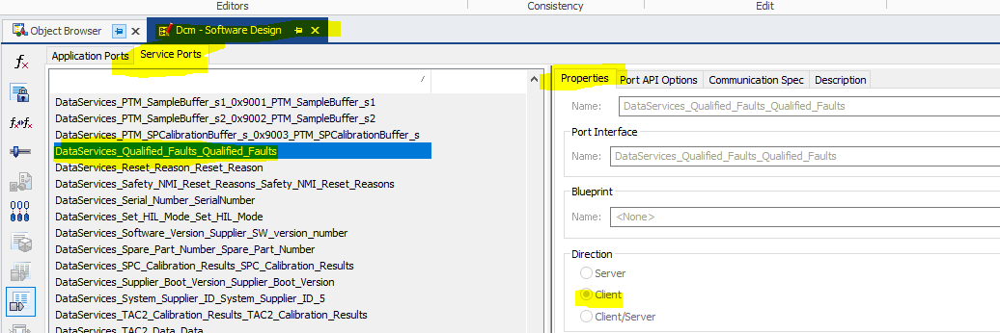 Editors Consistency Edit
Object Browser Dcm - Software Design
Application Ports Service Ports
Properties Port API Options Communication Spec Description
DataServices_PTM_SampleBuffer_s1_0x9001_PTM_SampleBuffer_s1
DataServices_PTM_SampleBuffer_s2_0x9002_PTM_SampleBuffer_s2
DataServices_PTM_SPCalibrationBuffer_s_0x9003_PTM_SPCalibrationBuffer_s
DataServices_Qualified_Faults_Qualified_Faults
DataServices_Reset_Reason_Reset_Reason
DataServices_Safety_NMI_Reset_Reasons_Safety_NMI_Reset_Reasons
DataServices_Serial_Number_SerialNumber
DataServices_Set_HIL_Mode_Set_HIL_Mode
DataServices_Software_Version_Supplier_SW_version_number
DataServices_Spare_Part_Number_Spare_Part_Number
DataServices_SPC_Calibration_Results_SPC_Calibration_Results
DataServices_Supplier_Boot_Version_Supplier_Boot_Version
DataServices_System_Supplier_ID_System_Supplier_ID_5
DataServices_TAC2_Calibration_Results_TAC2_Calibration_Results
DataServices_TAC2_Data_Data
Name: DataServices_Qualified_Faults_Qualified_Faults
Port Interface
Name: DataServices_Qualified_Faults_Qualified_Faults
Blueprint
Name: <None>
Direction
Server
Client
Client/Server